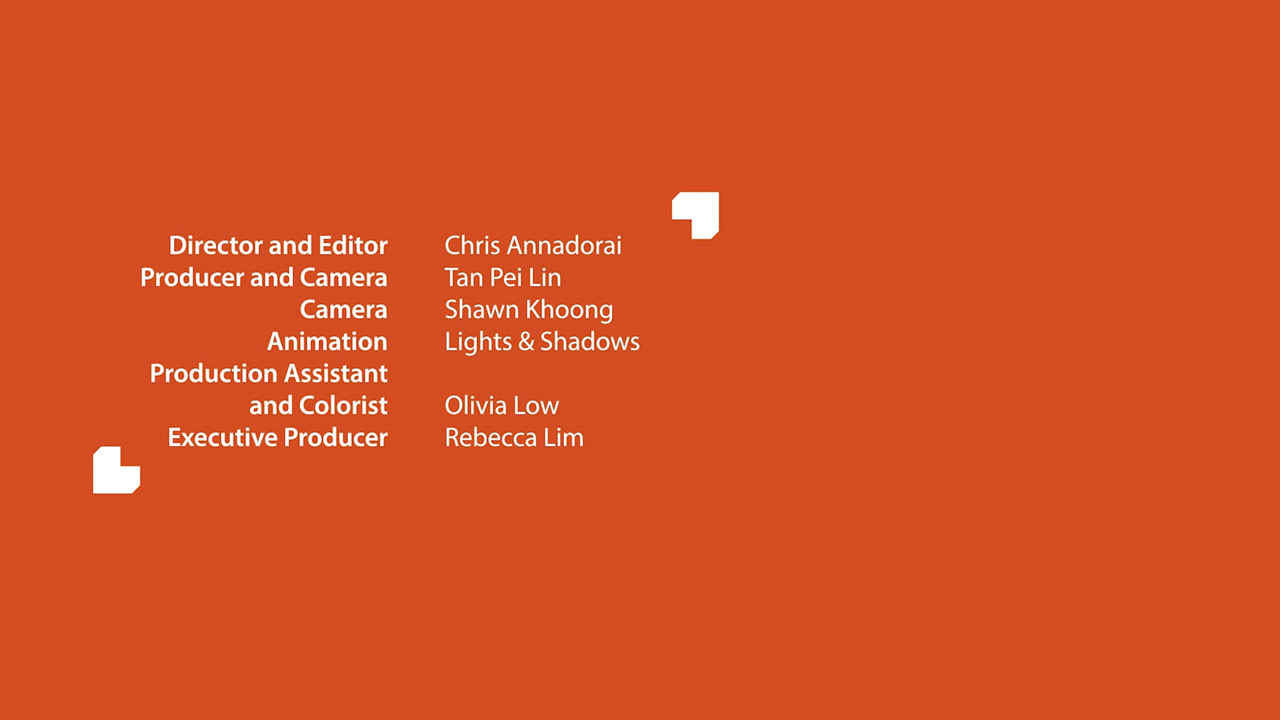 Director and Editor Chris Annadorai
Producer and Camera Tan Pei Lin
Camera Shawn Khoong
Animation Lights & Shadows
Production Assistant
and Colorist Olivia Low
Executive Producer Rebecca Lim